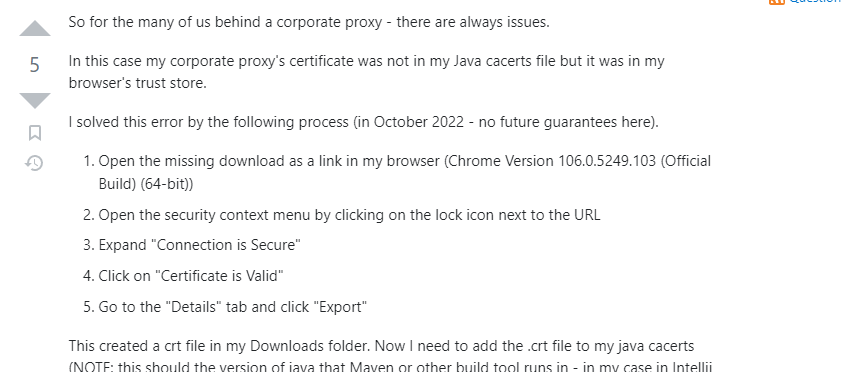 Question
So for the many of us behind a corporate proxy - there are always issues.
5
In this case my corporate proxy's certificate was not in my Java cacerts file but it was in my
browser's trust store.
I solved this error by the following process (in October 2022 - no future guarantees here).
1. Open the missing download as a link in my browser (Chrome Version 106.0.5249.103 (Official
Build) (64-bit))
2. Open the security context menu by clicking on the lock icon next to the URL
3. Expand "Connection is Secure"
4. Click on "Certificate is Valid"
5. Go to the "Details" tab and click "Export"
This created a crt file in my Downloads folder. Now I need to add the .crt file to my java cacerts
(NOTE: this should the version of java that Maven or other build tool runs in - in my case in Intellij